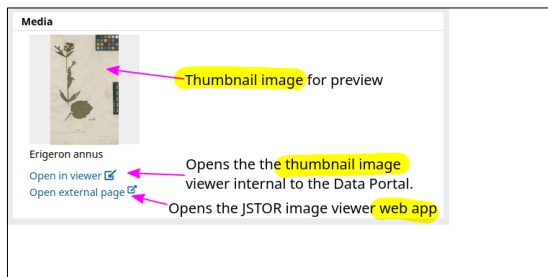 Media
Thumbnail image for preview
Erigeron annus
Opens the the thumbnail image
Open in viewer
viewer internal to the Data Portal.
Open external page
Opens the JSTOR image viewer web app